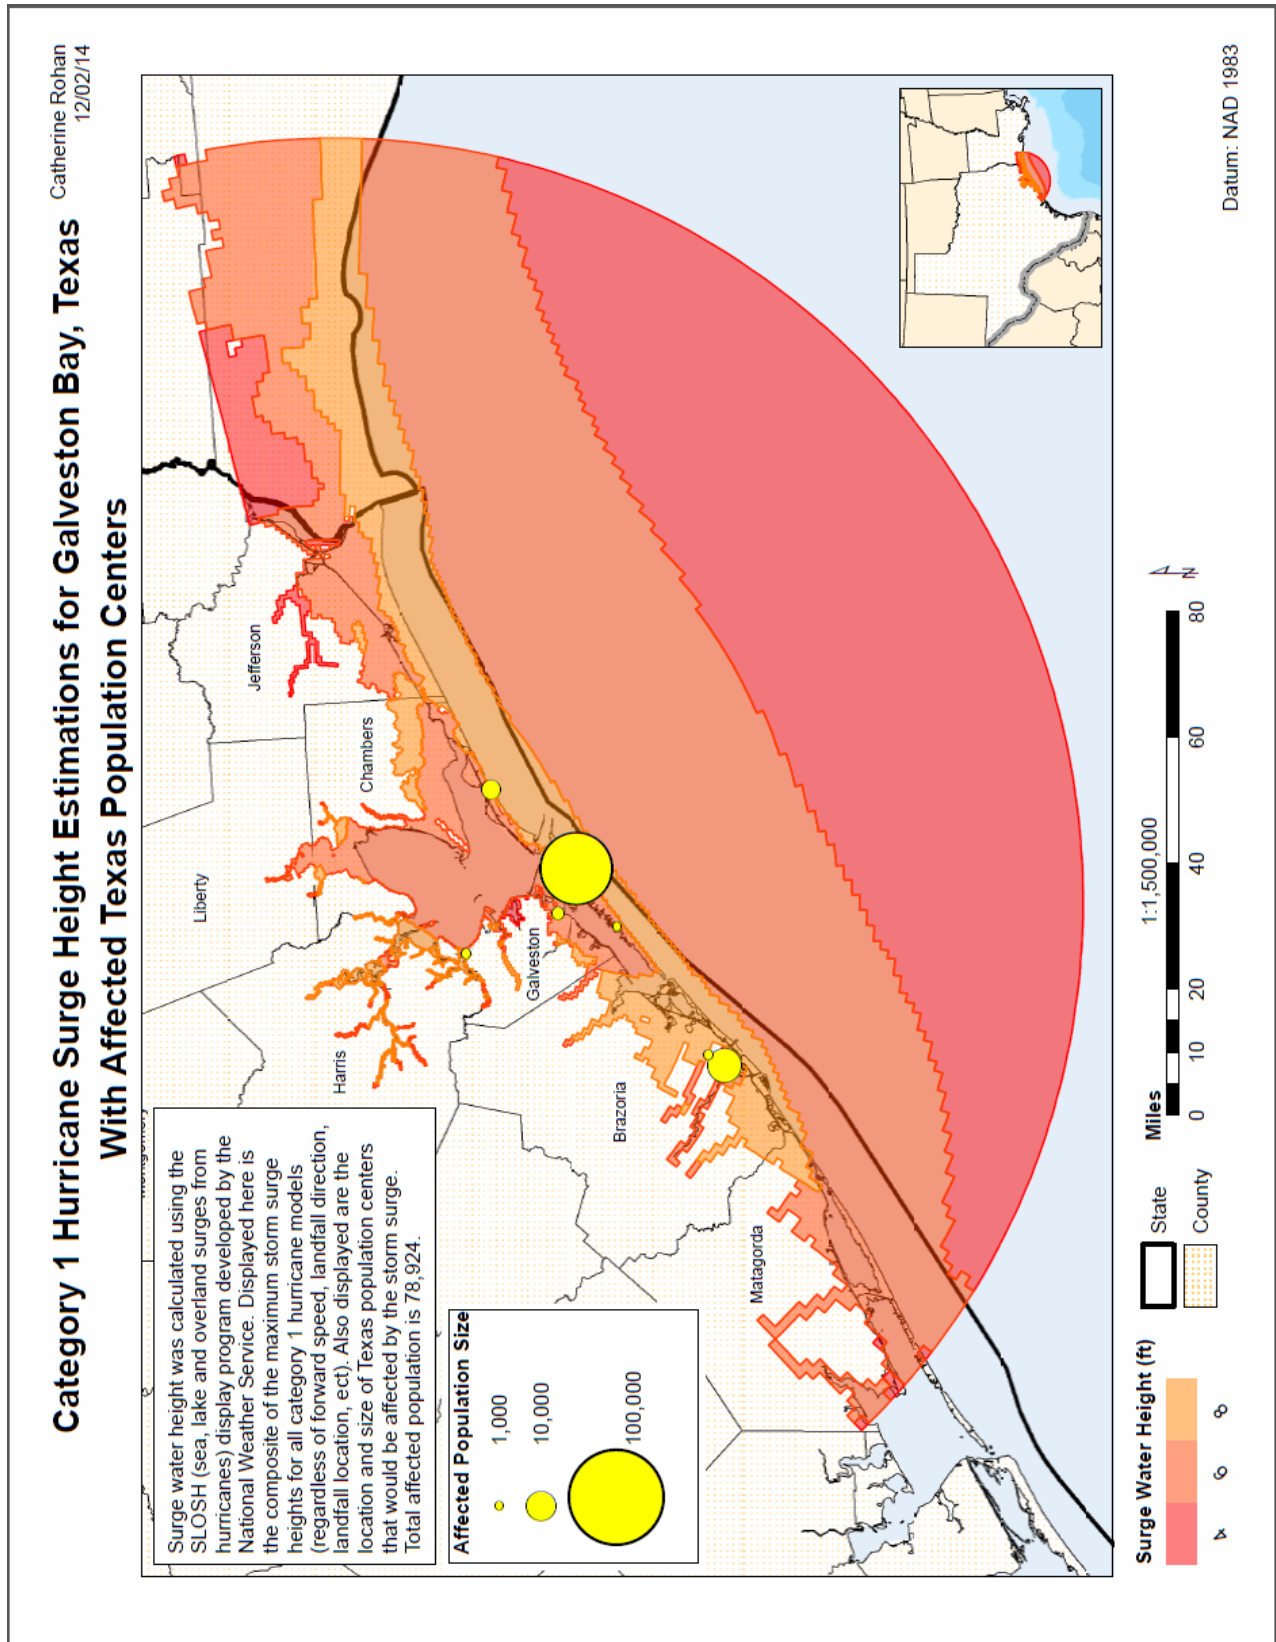 Category 1 Hurricane Surge Height Estimations for Galveston Bay, Texas
With Affected Texas Population Centers
Catherine Rohan
12/02/14
Surge water height was calculated using the
SLOSH (sea, lake and overland surges from
hurricanes) display program developed by the
National Weather Service. Displayed here is
the composite of the maximum storm surge
heights for all category 1 hurricane models
(regardless of forward speed, landfall direction,
landfall location, ect). Also displayed are the
location and size of Texas population centers
that would be affected by the storm surge.
Total affected population is 78,924.
Affected Population Size
1,000
10,000
100,000
Liberty
Jefferson
Harris
Chambers
Galveston
Brazoria
Matagorda
Surge Water Height (ft)
4
6
8
State
County
Miles
1:1,500,000
0
10
20
40
60
80
N
Datum: NAD 1983